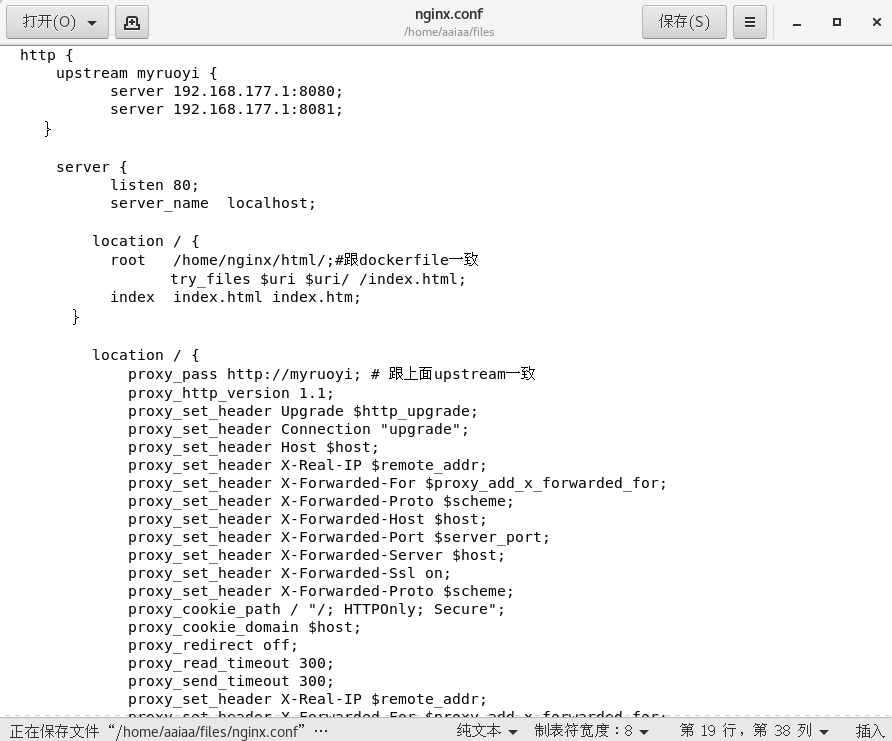 打开(O)
nginx.conf
/home/aaiaa/files
保存(S)
http {
upstream myruoyi {
server 192.168.177.1:8080;
server 192.168.177.1:8081;
}
server {
listen 80;
server_name  localhost;
location / {
root   /home/nginx/html/;#跟dockerfile一致
try_files $uri $uri/ /index.html;
index  index.html index.htm;
}
location / {
proxy_pass http://myruoyi; # 跟上面upstream一致
proxy_http_version 1.1;
proxy_set_header Upgrade $http_upgrade;
proxy_set_header Connection "upgrade";
proxy_set_header Host $host;
proxy_set_header X-Real-IP $remote_addr;
proxy_set_header X-Forwarded-For $proxy_add_x_forwarded_for;
proxy_set_header X-Forwarded-Proto $scheme;
proxy_set_header X-Forwarded-Host $host;
proxy_set_header X-Forwarded-Port $server_port;
proxy_set_header X-Forwarded-Server $host;
proxy_set_header X-Forwarded-Ssl on;
proxy_set_header X-Forwarded-Proto $scheme;
proxy_cookie_path / "/; HTTPOnly; Secure";
proxy_cookie_domain $host;
proxy_redirect off;
proxy_read_timeout 300;
proxy_send_timeout 300;
proxy_set_header X-Real-IP $remote_addr;
proxy_set_header X-Forwarded-For $proxy_add_x_forwarded_for;
正在保存文件“/home/aaiaa/files/nginx.conf”…
纯文本
制表符宽度：8
第 19 行，第 38 列
插入